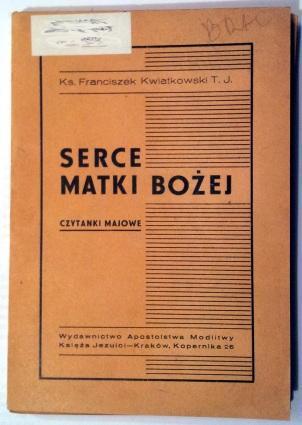 Ks. Franciszek Kwiatkowski T. J.
SERCE
MATKI BOŻEJ
CZYTANKI MAJOWE
Wydawnictwo Apostolstwa Modlitwy
Księża Jezuici—Kraków, Kopernika 26